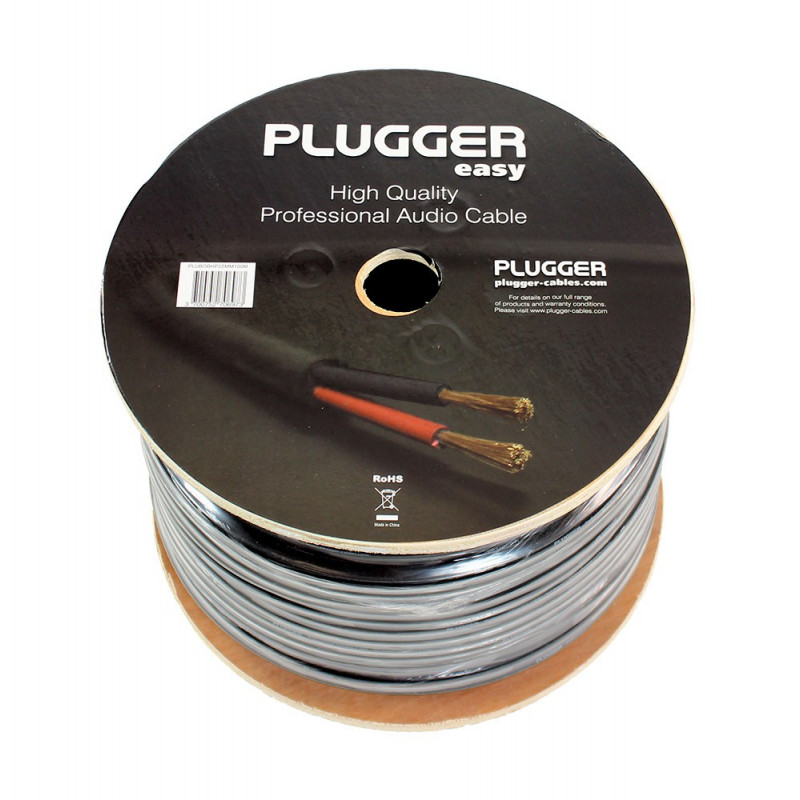 PLUGGER
easy
High Quality
Professional Audio Cable
PLUGGER
plugger-cables.com
For details on our full range
of products and warranty conditions.
Please visit www.plugger-cables.com
RoHS
Made in China